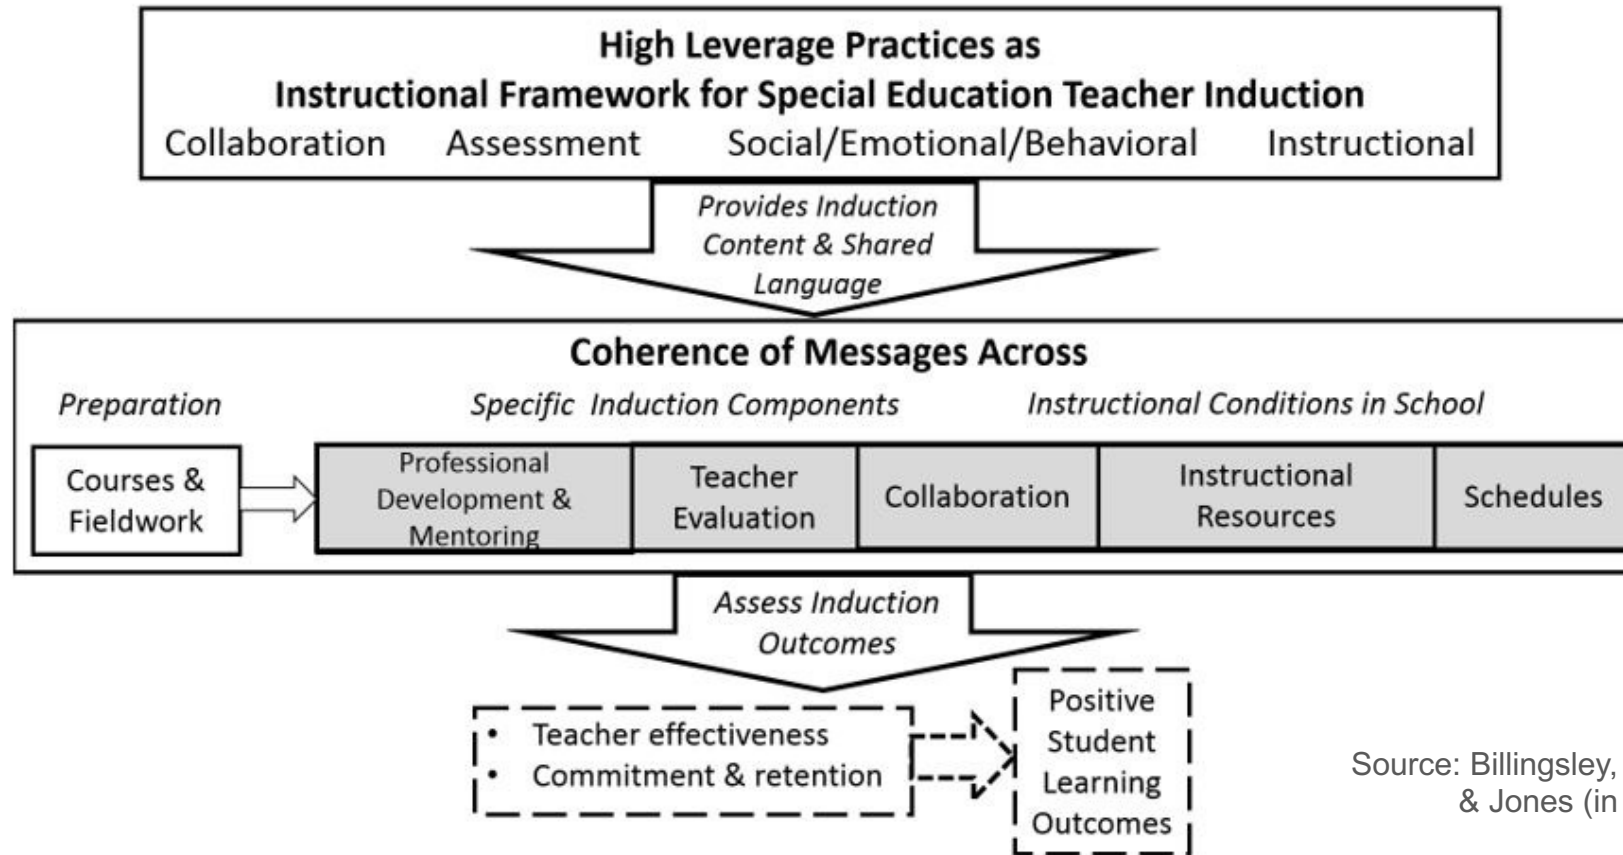 High Leverage Practices as
Instructional Framework for Special Education Teacher Induction
Collaboration Assessment Social/Emotional/Behavioral Instructional
Provides Induction
Content & Shared
Language
Coherence of Messages Across
Preparation Specific Induction Components Instructional Conditions in School
Courses &
Fieldwork
Professional
Development &
Mentoring
Teacher
Evaluation
Collaboration
Instructional
Resources
Schedules
Assess Induction
Outcomes
• Teacher effectiveness
• Commitment & retention
Positive
Student
Learning
Outcomes
Source: Billingsley,
& Jones (in